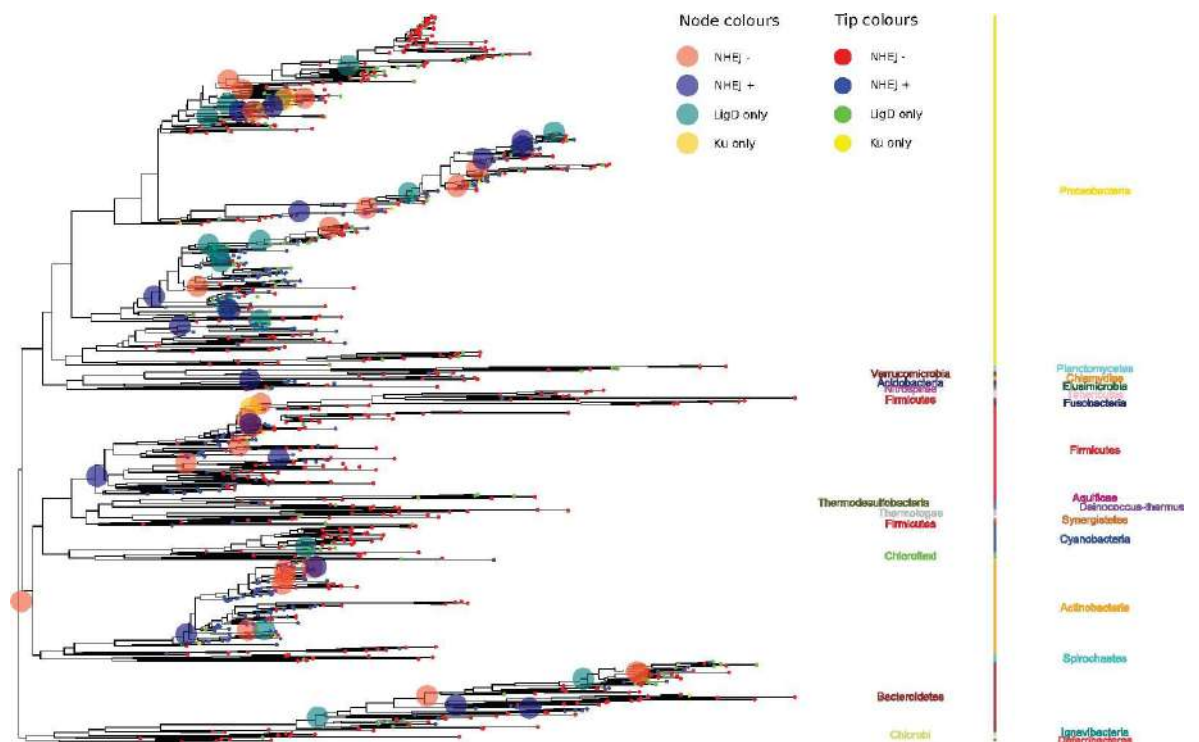 Node colours
Tip colours
NHEj -
NHEj -
NHEj +
NHEj +
LigD only
LigD only
Ku only
Ku only
Proteobacteria
Planctomycetes
Verrucomicrobia
Chlamydiae
Acidobacteria
Elusimicrobia
Nitrospirae
Tenericutes
Firmicutes
Fusobacteria
Firmicutes
Aquificae
Thermodesulfobacteria
Deinococcus-thermus
Thermotogae
Synergistetes
Firmicutes
Cyanobacteria
Chloroflexi
Actinobacteria
Spirochaetes
Bacteroidetes
Ignavibacteria
Chlorobi